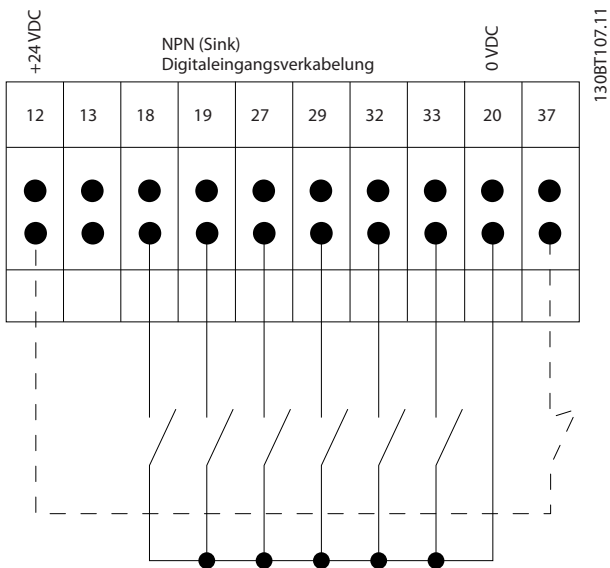 +24 VDC
NPN (Sink)
Digitaleingangsverkabelung
0 VDC
130BT107.11
12 13 18 19 27 29 32 33 20 37